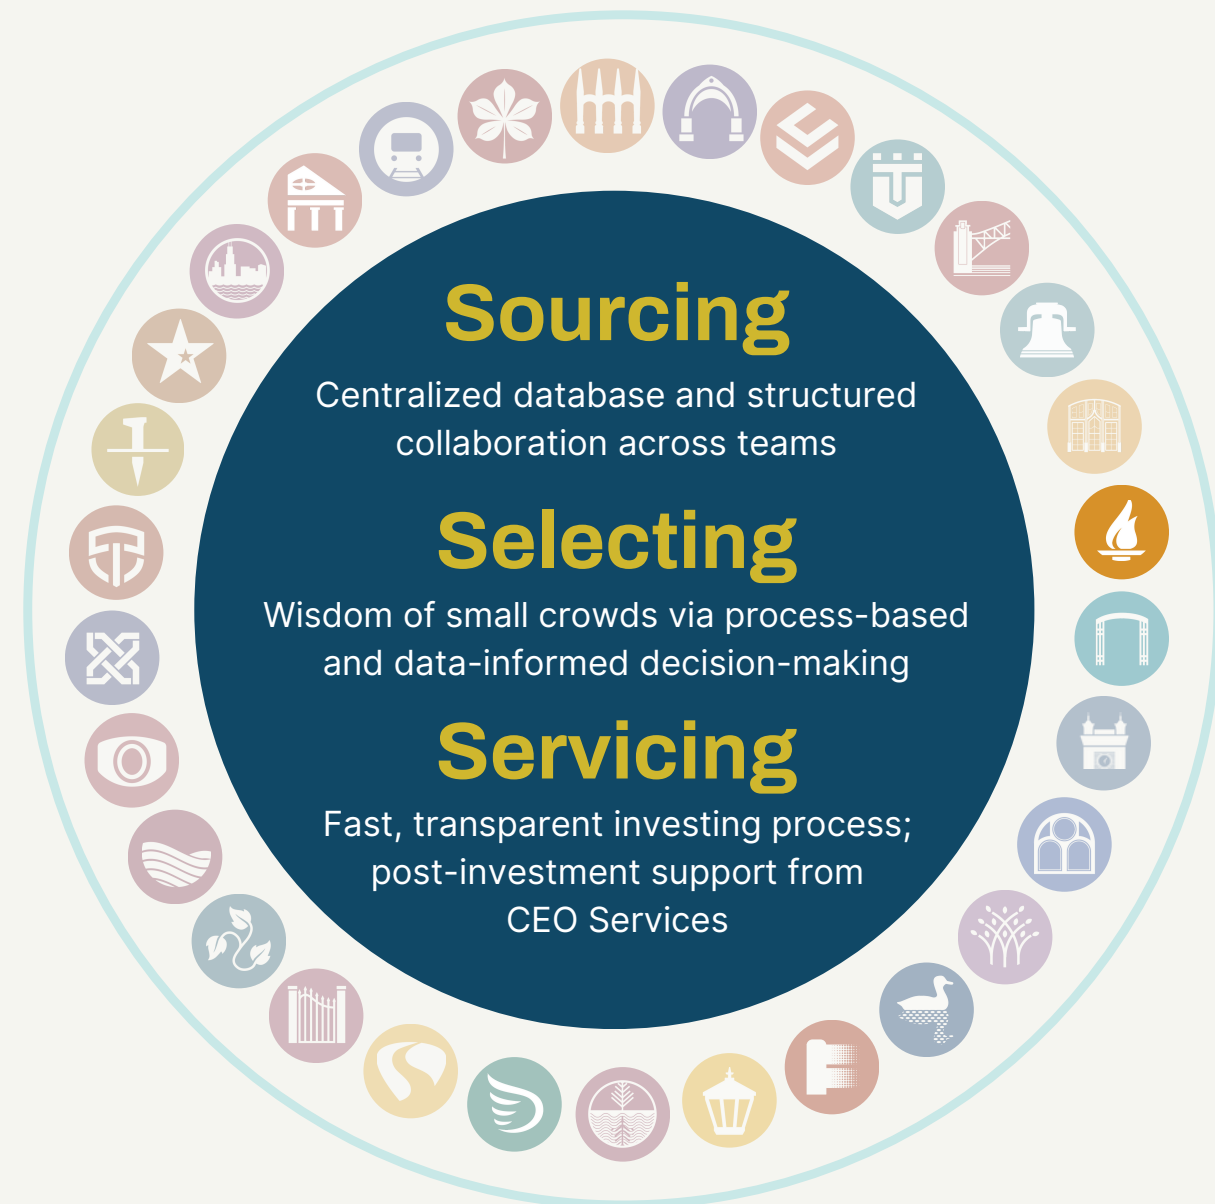 Sourcing
Centralized database and structured
collaboration across teams
Selecting
Wisdom of small crowds via process-based
and data-informed decision-making
Servicing
Fast, transparent investing process;
post-investment support from
CEO Services